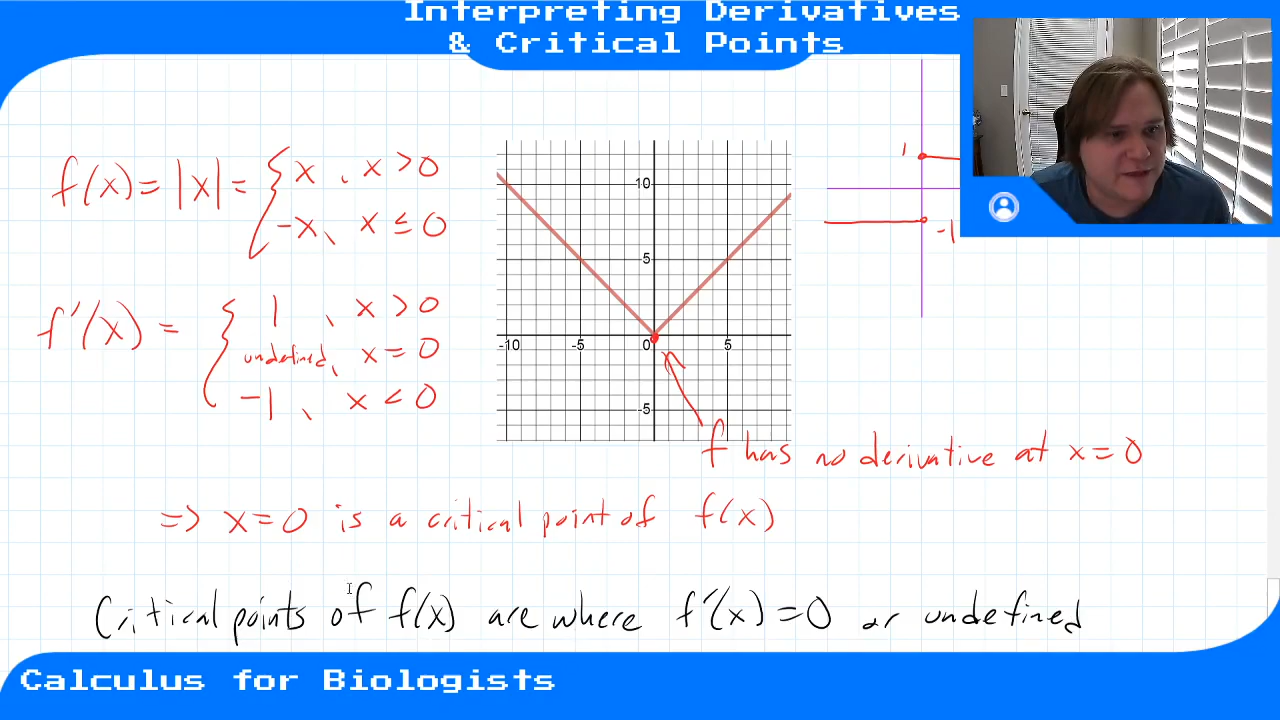 Interpreting Derivatives
& Critical Points
f(x) = |x| = { x , x > 0
-x , x ≤ 0
f'(x) = { 1 , x > 0
undefined , x = 0
-1 , x < 0
10
5
-10 -5 0 5
-5
1
-1
f has no derivative at x = 0
=> x = 0 is a critical point of f(x)
Critical points of f(x) are where f'(x) = 0 or undefined
Calculus for Biologists